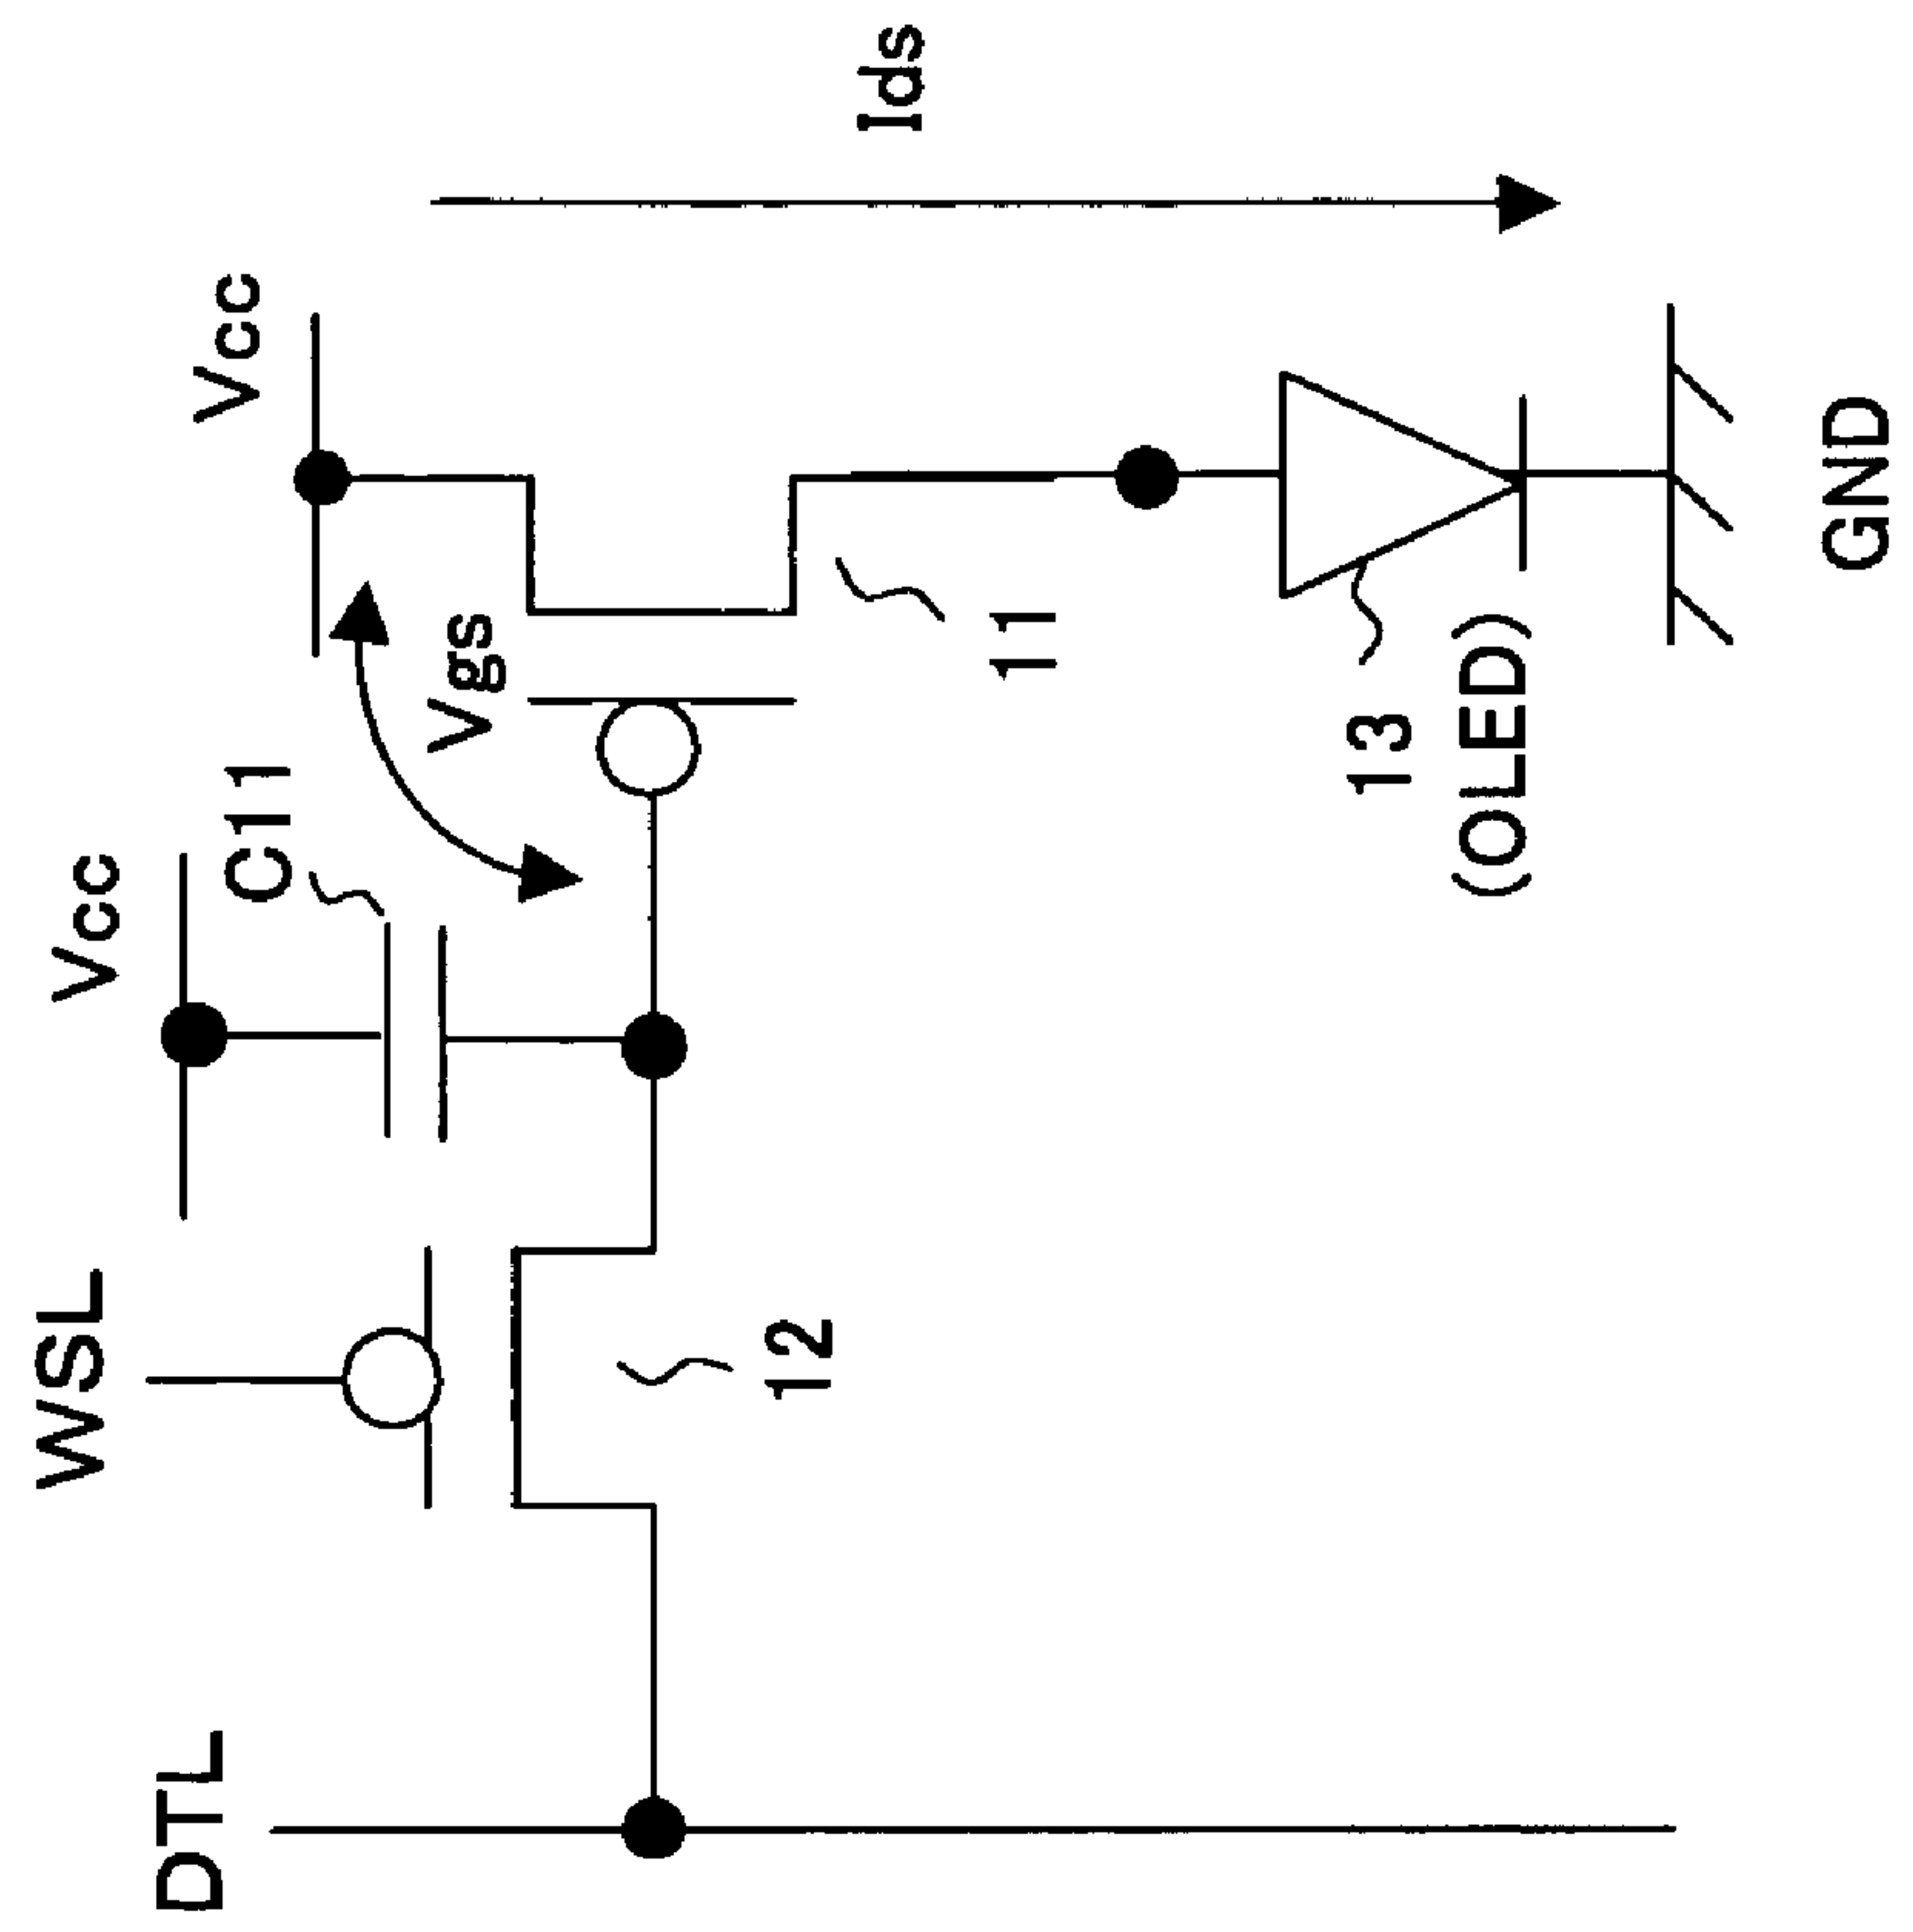 DTL
WSL
Vcc
C11
Vcc
Vgs
Ids
12
11
13
(OLED)
GND